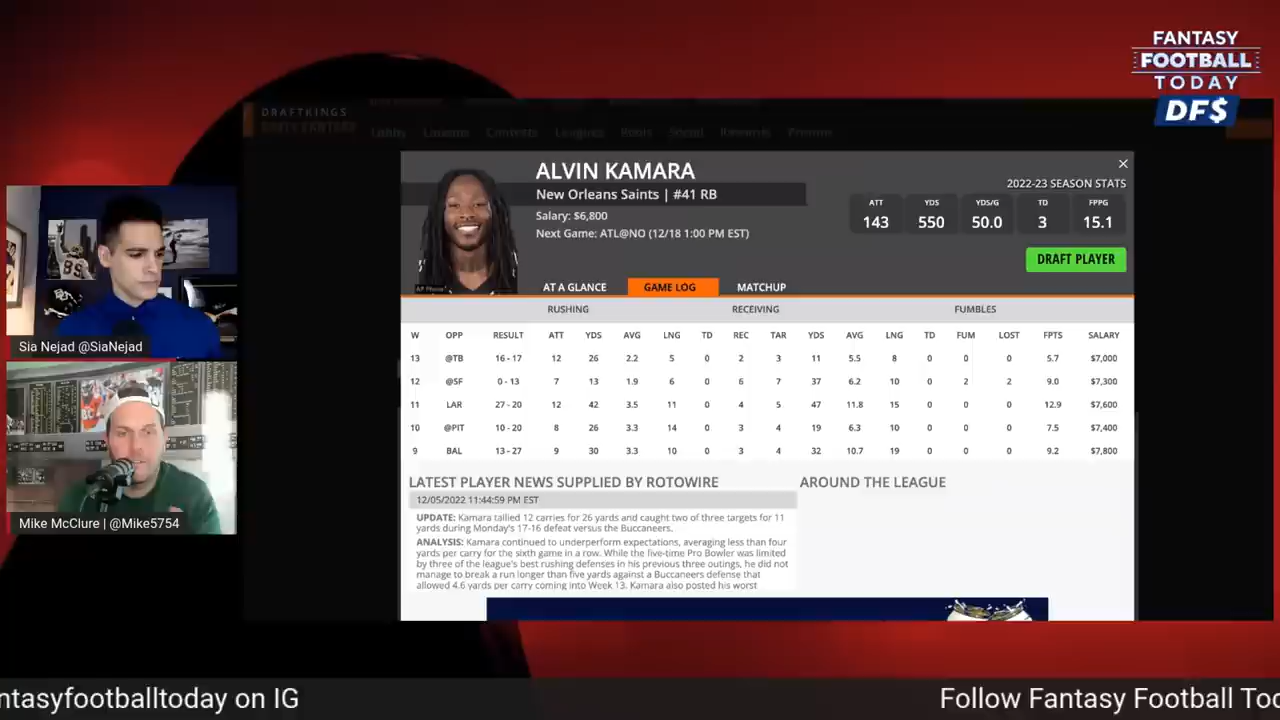 FANTASY
FOOTBALL
TODAY
DF$
DRAFTKINGS
DAILY FANTASY
Lobby Lineups Contests Leagues Pools Social Rewards Promos
ALVIN KAMARA
New Orleans Saints | #41 RB
Salary: $6,800
Next Game: ATL@NO (12/18 1:00 PM EST)
2022-23 SEASON STATS
ATT YDS YDS/G TD FPPG
143 550 50.0 3 15.1
DRAFT PLAYER
AT A GLANCE GAME LOG MATCHUP
RUSHING RECEIVING FUMBLES
W OPP RESULT ATT YDS AVG LNG TD REC TAR YDS AVG LNG TD FUM LOST FPTS SALARY
13 @TB 16 - 17 12 26 2.2 5 0 2 3 11 5.5 8 0 0 0 5.7 $7,000
12 @SF 0 - 13 7 13 1.9 6 0 6 7 37 6.2 10 0 2 2 9.0 $7,300
11 LAR 27 - 20 12 42 3.5 11 0 4 5 47 11.8 15 0 0 0 12.9 $7,600
10 @PIT 10 - 20 8 26 3.3 14 0 3 4 19 6.3 10 0 0 0 7.5 $7,400
9 BAL 13 - 27 9 30 3.3 10 0 3 4 32 10.7 19 0 0 0 9.2 $7,800
LATEST PLAYER NEWS SUPPLIED BY ROTOWIRE
AROUND THE LEAGUE
12/05/2022 11:44:59 PM EST
UPDATE: Kamara tallied 12 carries for 26 yards and caught two of three targets for 11
yards during Monday's 17-16 defeat versus the Buccaneers.
ANALYSIS: Kamara continued to underperform expectations, averaging less than four
yards per carry for the sixth game in a row. While the five-time Pro Bowler was limited
by three of the league's best rushing defenses in his previous three outings, he did not
manage to break a run longer than five yards against a Buccaneers defense that
allowed 4.6 yards per carry coming into Week 13. Kamara also posted his worst
AP Photo
89
Sia Nejad @SiaNejad
Mike McClure | @Mike5754
ntasyfootballtoday on IG
Follow Fantasy Football Too